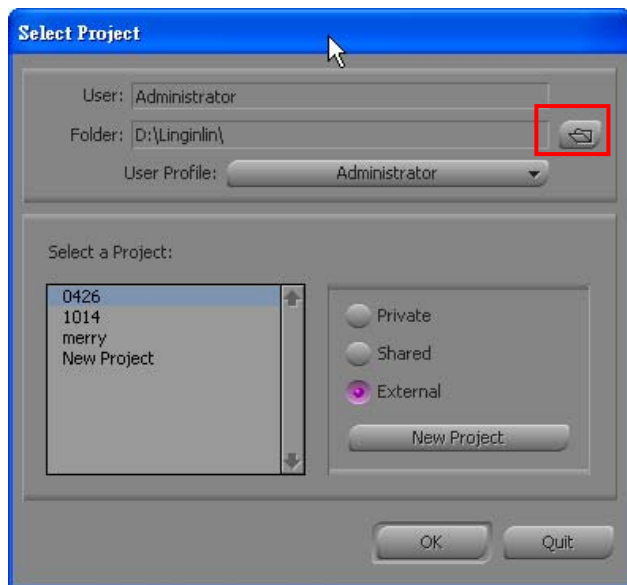 Select Project
User: Administrator
Folder: D:\Linginlin\
User Profile: Administrator
Select a Project:
0426
1014
merry
New Project
Private
Shared
External
New Project
OK
Quit